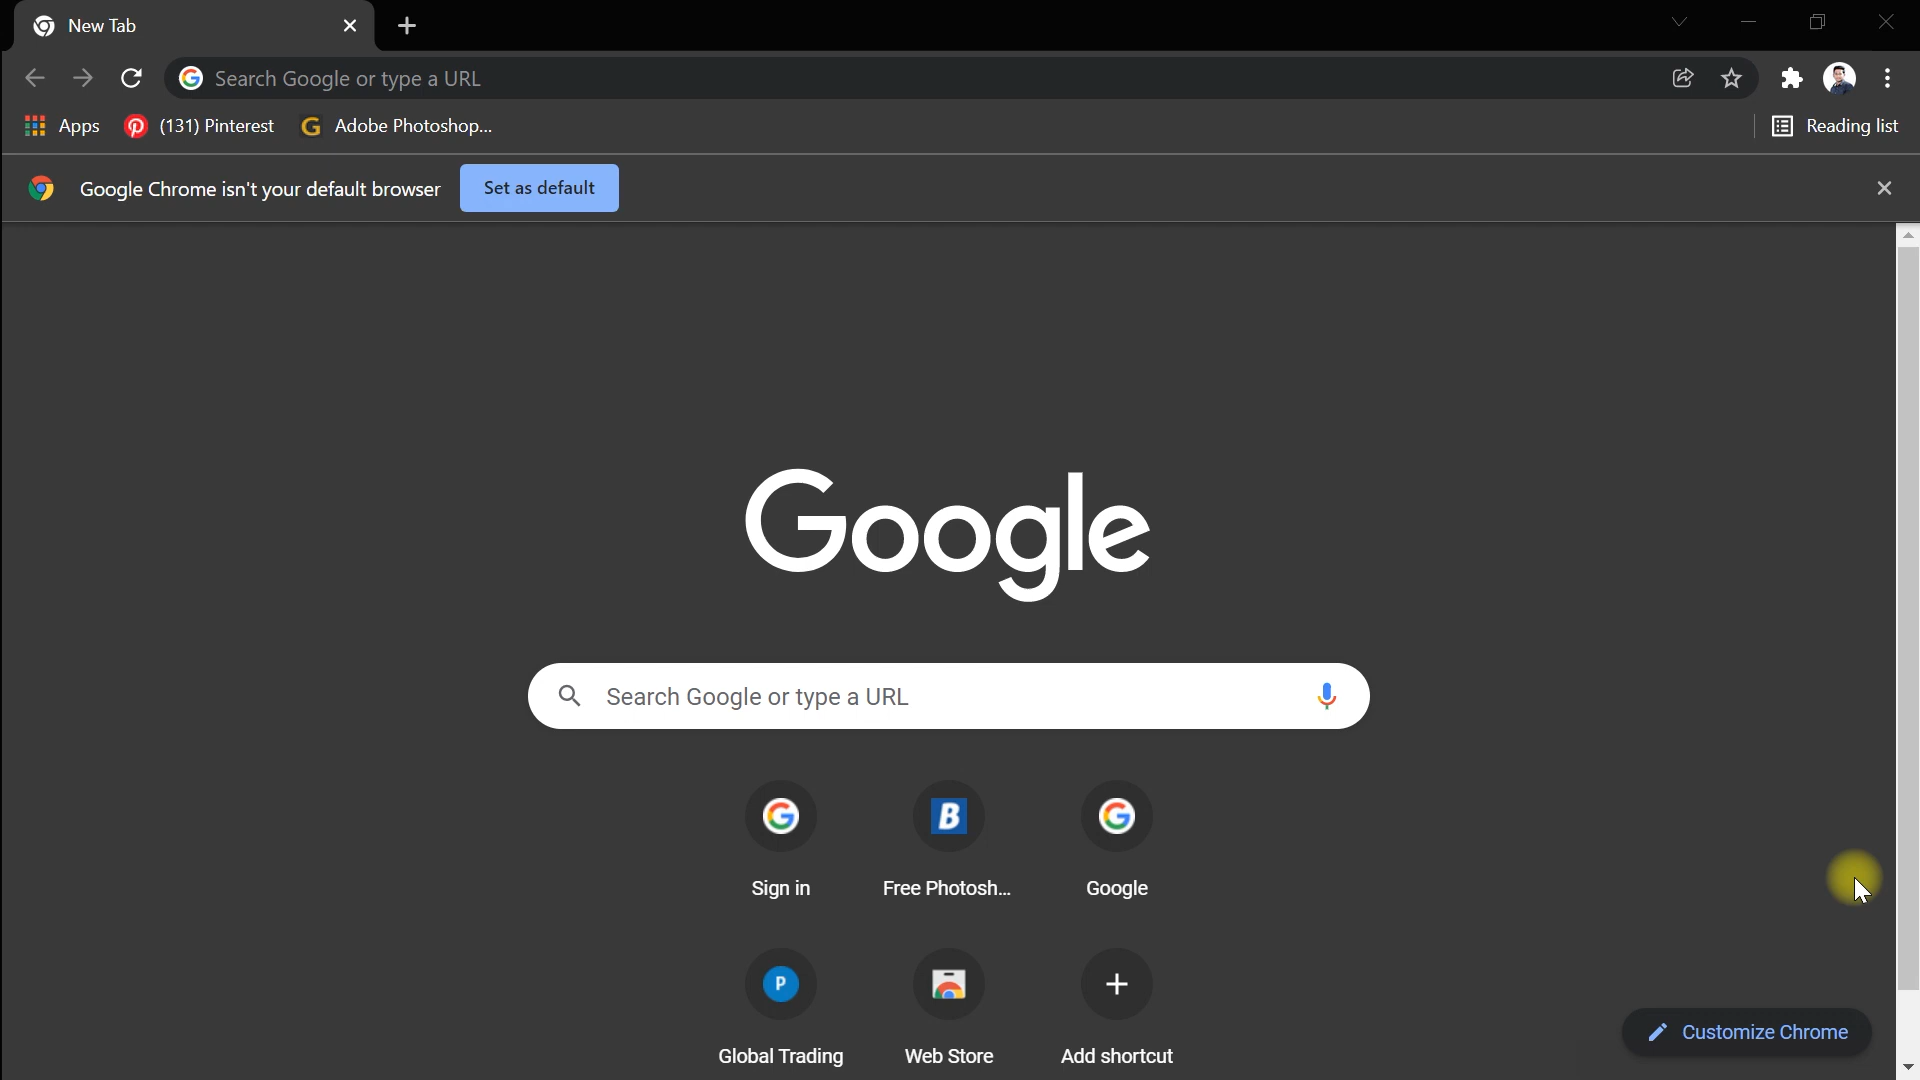 New Tab
Search Google or type a URL
Apps
(131) Pinterest
G Adobe Photoshop...
Reading list
Google Chrome isn't your default browser
Set as default
Google
Search Google or type a URL
G B G
Sign in
Free Photosh...
Google
P
Global Trading
Web Store
Add shortcut
Customize Chrome